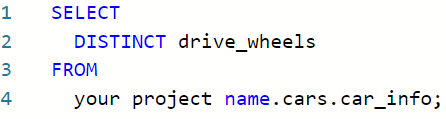 1 SELECT
2 DISTINCT drive_wheels
3 FROM
4 your project name.cars.car_info;